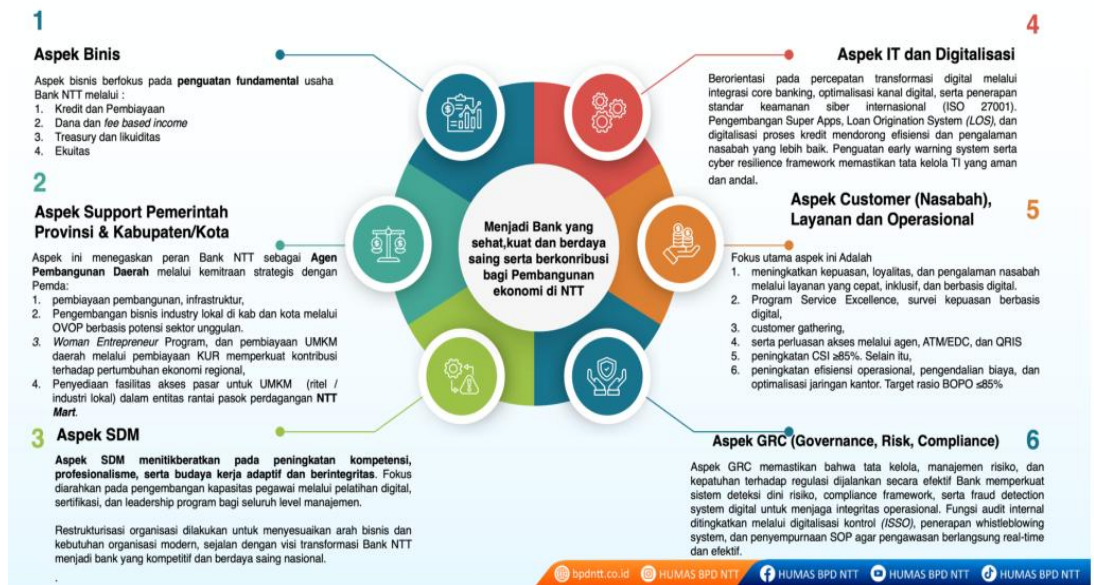 1
Aspek Binis
Aspek bisnis berfokus pada penguatan fundamental usaha
Bank NTT melalui :
1. Kredit dan Pembiayaan
2. Dana dan fee based income
3. Treasury dan likuiditas
4. Ekuitas
2
Aspek Support Pemerintah
Provinsi & Kabupaten/Kota
Aspek ini menegaskan peran Bank NTT sebagai Agen
Pembangunan Daerah melalui kemitraan strategis dengan
Pemda:
1. pembiayaan pembangunan, infrastruktur,
2. Pengembangan bisnis industry lokal di kab dan kota melalui
OVOP berbasis potensi sektor unggulan.
3. Woman Entrepreneur Program, dan pembiayaan UMKM
daerah melalui pembiayaan KUR memperkuat kontribusi
terhadap pertumbuhan ekonomi regional,
4. Penyediaan fasilitas akses pasar untuk UMKM (ritel /
industri lokal) dalam entitas rantai pasok perdagangan NTT
Mart.
3
Aspek SDM
Aspek SDM menitikberatkan pada peningkatan kompetensi,
profesionalisme, serta budaya kerja adaptif dan berintegritas. Fokus
diarahkan pada pengembangan kapasitas pegawai melalui pelatihan digital,
sertifikasi, dan leadership program bagi seluruh level manajemen.
Restrukturisasi organisasi dilakukan untuk menyesuaikan arah bisnis dan
kebutuhan organisasi modern, sejalan dengan visi transformasi Bank NTT
menjadi bank yang kompetitif dan berdaya saing nasional.
.
Menjadi Bank yang
sehat,kuat dan berdaya
saing serta berkonribusi
bagi Pembangunan
ekonomi di NTT
4
Aspek IT dan Digitalisasi
Berorientasi pada percepatan transformasi digital melalui
integrasi core banking, optimalisasi kanal digital, serta penerapan
standar keamanan siber internasional (ISO 27001).
Pengembangan Super Apps, Loan Origination System (LOS), dan
digitalisasi proses kredit mendorong efisiensi dan pengalaman
nasabah yang lebih baik. Penguatan early warning system serta
cyber resilience framework memastikan tata kelola TI yang aman
dan andal.
Aspek Customer (Nasabah),
Layanan dan Operasional
5
Fokus utama aspek ini Adalah
1. meningkatkan kepuasan, loyalitas, dan pengalaman nasabah
melalui layanan yang cepat, inklusif, dan berbasis digital.
2. Program Service Excellence, survei kepuasan berbasis
digital,
3. customer gathering,
4. serta perluasan akses melalui agen, ATM/EDC, dan QRIS
5. peningkatan CSI ≥85%. Selain itu,
6. peningkatan efisiensi operasional, pengendalian biaya, dan
optimalisasi jaringan kantor. Target rasio BOPO ≤85%
Aspek GRC (Governance, Risk, Compliance)
6
Aspek GRC memastikan bahwa tata kelola, manajemen risiko, dan
kepatuhan terhadap regulasi dijalankan secara efektif Bank memperkuat
sistem deteksi dini risiko, compliance framework, serta fraud detection
system digital untuk menjaga integritas operasional. Fungsi audit internal
ditingkatkan melalui digitalisasi kontrol (ISSO), penerapan whistleblowing
system, dan penyempurnaan SOP agar pengawasan berlangsung real-time
dan efektif.
bpdntt.co.id HUMAS BPD NTT HUMAS BPD NTT HUMAS BPD NTT HUMAS BPD NTT